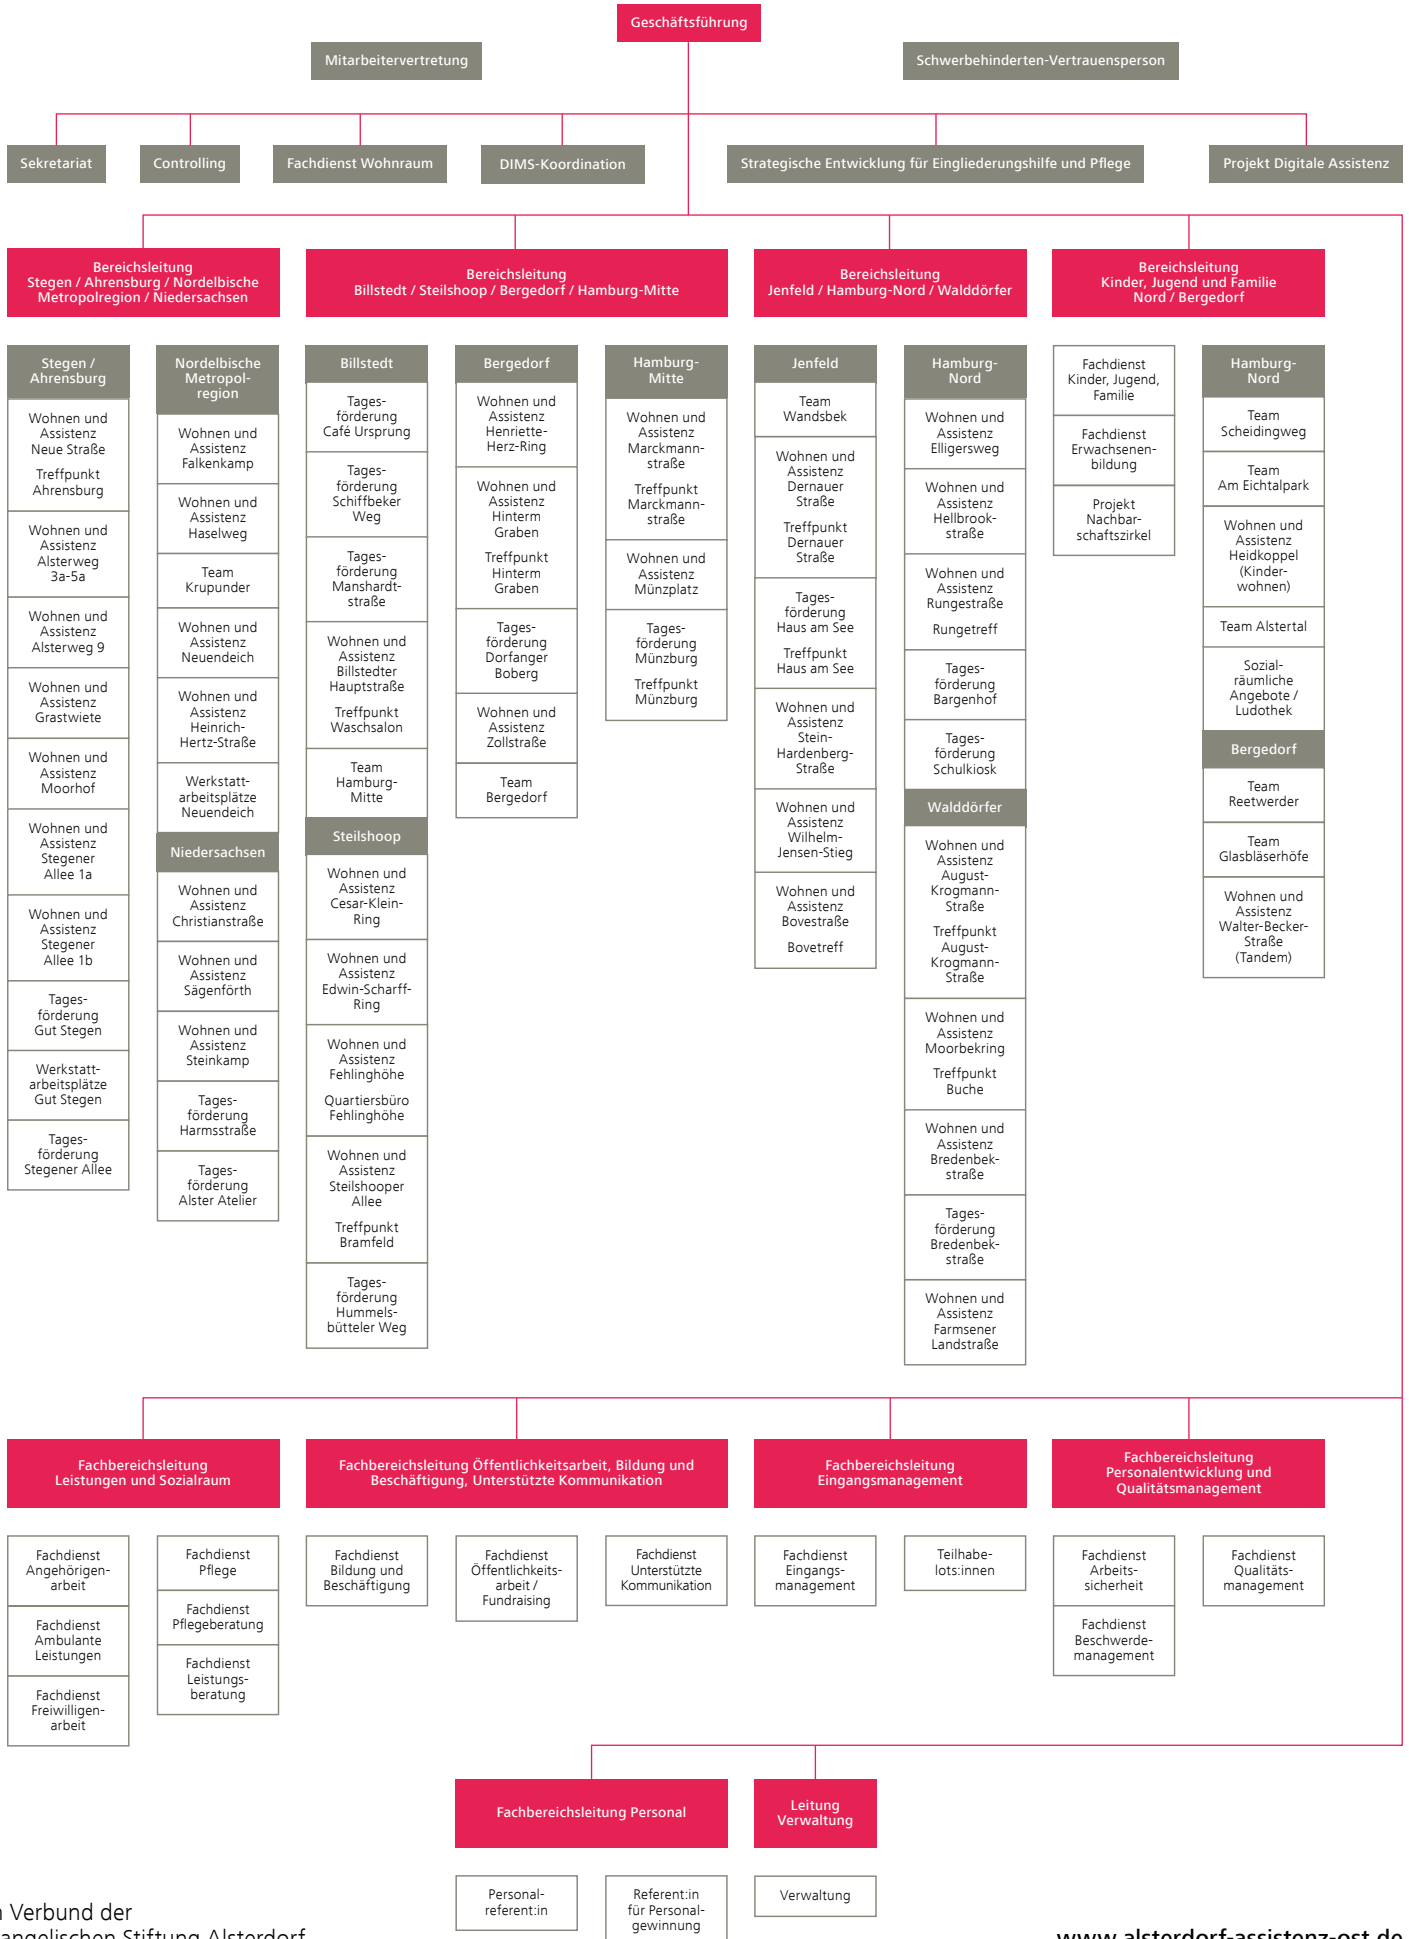 Geschäftsführung
Mitarbeitervertretung
Schwerbehinderten-Vertrauensperson
Sekretariat
Controlling
Fachdienst Wohnraum
DIMS-Koordination
Strategische Entwicklung für Eingliederungshilfe und Pflege
Projekt Digitale Assistenz
Bereichsleitung
Stegen / Ahrensburg / Nordelbische
Metropolregion / Niedersachsen
Bereichsleitung
Billstedt / Steilshoop / Bergedorf / Hamburg-Mitte
Bereichsleitung
Jenfeld / Hamburg-Nord / Walddörfer
Bereichsleitung
Kinder, Jugend und Familie
Nord / Bergedorf
Stegen /
Ahrensburg
Wohnen und
Assistenz
Neue Straße
Treffpunkt
Ahrensburg
Wohnen und
Assistenz
Alsterweg
3a-5a
Wohnen und
Assistenz
Alsterweg 9
Wohnen und
Assistenz
Grastwiete
Wohnen und
Assistenz
Moorhof
Wohnen und
Assistenz
Stegener
Allee 1a
Wohnen und
Assistenz
Stegener
Allee 1b
Tages-
förderung
Gut Stegen
Werkstatt-
arbeitsplätze
Gut Stegen
Tages-
förderung
Stegener Allee
Nordelbische
Metropol-
region
Wohnen und
Assistenz
Falkenkamp
Wohnen und
Assistenz
Haselweg
Team
Krupunder
Wohnen und
Assistenz
Neuendeich
Wohnen und
Assistenz
Heinrich-
Hertz-Straße
Werkstatt-
arbeitsplätze
Neuendeich
Niedersachsen
Wohnen und
Assistenz
Christianstraße
Wohnen und
Assistenz
Sägenförth
Wohnen und
Assistenz
Steinkamp
Tages-
förderung
Harmsstraße
Tages-
förderung
Alster Atelier
Billstedt
Tages-
förderung
Café Ursprung
Tages-
förderung
Schiffbeker
Weg
Tages-
förderung
Manshardt-
straße
Wohnen und
Assistenz
Billstedter
Hauptstraße
Treffpunkt
Waschsalon
Team
Hamburg-
Mitte
Steilshoop
Wohnen und
Assistenz
Cesar-Klein-
Ring
Wohnen und
Assistenz
Edwin-Scharff-
Ring
Wohnen und
Assistenz
Fehlinghöhe
Quartiersbüro
Fehlinghöhe
Wohnen und
Assistenz
Steilshooper
Allee
Treffpunkt
Bramfeld
Tages-
förderung
Hummels-
bütteler Weg
Bergedorf
Wohnen und
Assistenz
Henriette-
Herz-Ring
Wohnen und
Assistenz
Hinterm
Graben
Treffpunkt
Hinterm
Graben
Tages-
förderung
Dorfanger
Boberg
Wohnen und
Assistenz
Zollstraße
Team
Bergedorf
Hamburg-
Mitte
Wohnen und
Assistenz
Marckmann-
straße
Treffpunkt
Marckmann-
straße
Wohnen und
Assistenz
Münzplatz
Tages-
förderung
Münzburg
Treffpunkt
Münzburg
Jenfeld
Team
Wandsbek
Wohnen und
Assistenz
Dernauer
Straße
Treffpunkt
Dernauer
Straße
Tages-
förderung
Haus am See
Treffpunkt
Haus am See
Wohnen und
Assistenz
Stein-
Hardenberg-
Straße
Wohnen und
Assistenz
Wilhelm-
Jensen-Stieg
Wohnen und
Assistenz
Bovestraße
Bovetreff
Hamburg-
Nord
Wohnen und
Assistenz
Elligersweg
Wohnen und
Assistenz
Hellbrook-
straße
Wohnen und
Assistenz
Rungestraße
Rungetreff
Tages-
förderung
Bargenhof
Tages-
förderung
Schulkiosk
Walddörfer
Wohnen und
Assistenz
August-
Krogmann-
Straße
Treffpunkt
August-
Krogmann-
Straße
Wohnen und
Assistenz
Moorbekring
Treffpunkt
Buche
Wohnen und
Assistenz
Bredenbek-
straße
Tages-
förderung
Bredenbek-
straße
Wohnen und
Assistenz
Farmsener
Landstraße
Fachdienst
Kinder, Jugend,
Familie
Fachdienst
Erwachsenen-
bildung
Projekt
Nachbar-
schaftszirkel
Hamburg-
Nord
Team
Scheidingweg
Team
Am Eichtalpark
Wohnen und
Assistenz
Heidkoppel
(Kinder-
wohnen)
Team Alstertal
Sozial-
räumliche
Angebote /
Ludothek
Bergedorf
Team
Reetwerder
Team
Glasbläserhöfe
Wohnen und
Assistenz
Walter-Becker-
Straße
(Tandem)
Fachbereichsleitung
Leistungen und Sozialraum
Fachbereichsleitung Öffentlichkeitsarbeit, Bildung und
Beschäftigung, Unterstützte Kommunikation
Fachbereichsleitung
Eingangsmanagement
Fachbereichsleitung
Personalentwicklung und
Qualitätsmanagement
Fachdienst
Angehörigen-
arbeit
Fachdienst
Ambulante
Leistungen
Fachdienst
Freiwilligen-
arbeit
Fachdienst
Pflege
Fachdienst
Pflegeberatung
Fachdienst
Leistungs-
beratung
Fachdienst
Bildung und
Beschäftigung
Fachdienst
Öffentlichkeits-
arbeit /
Fundraising
Fachdienst
Unterstützte
Kommunikation
Fachdienst
Eingangs-
management
Teilhabe-
lots:innen
Fachdienst
Arbeits-
sicherheit
Fachdienst
Beschwerde-
management
Fachdienst
Qualitäts-
management
Fachbereichsleitung Personal
Leitung
Verwaltung
Personal-
referent:in
Referent:in
für Personal-
gewinnung
Verwaltung
Verbund der
angelischen Stiftung Alsterdorf
www.alsterdorf-assistenz-ost.de